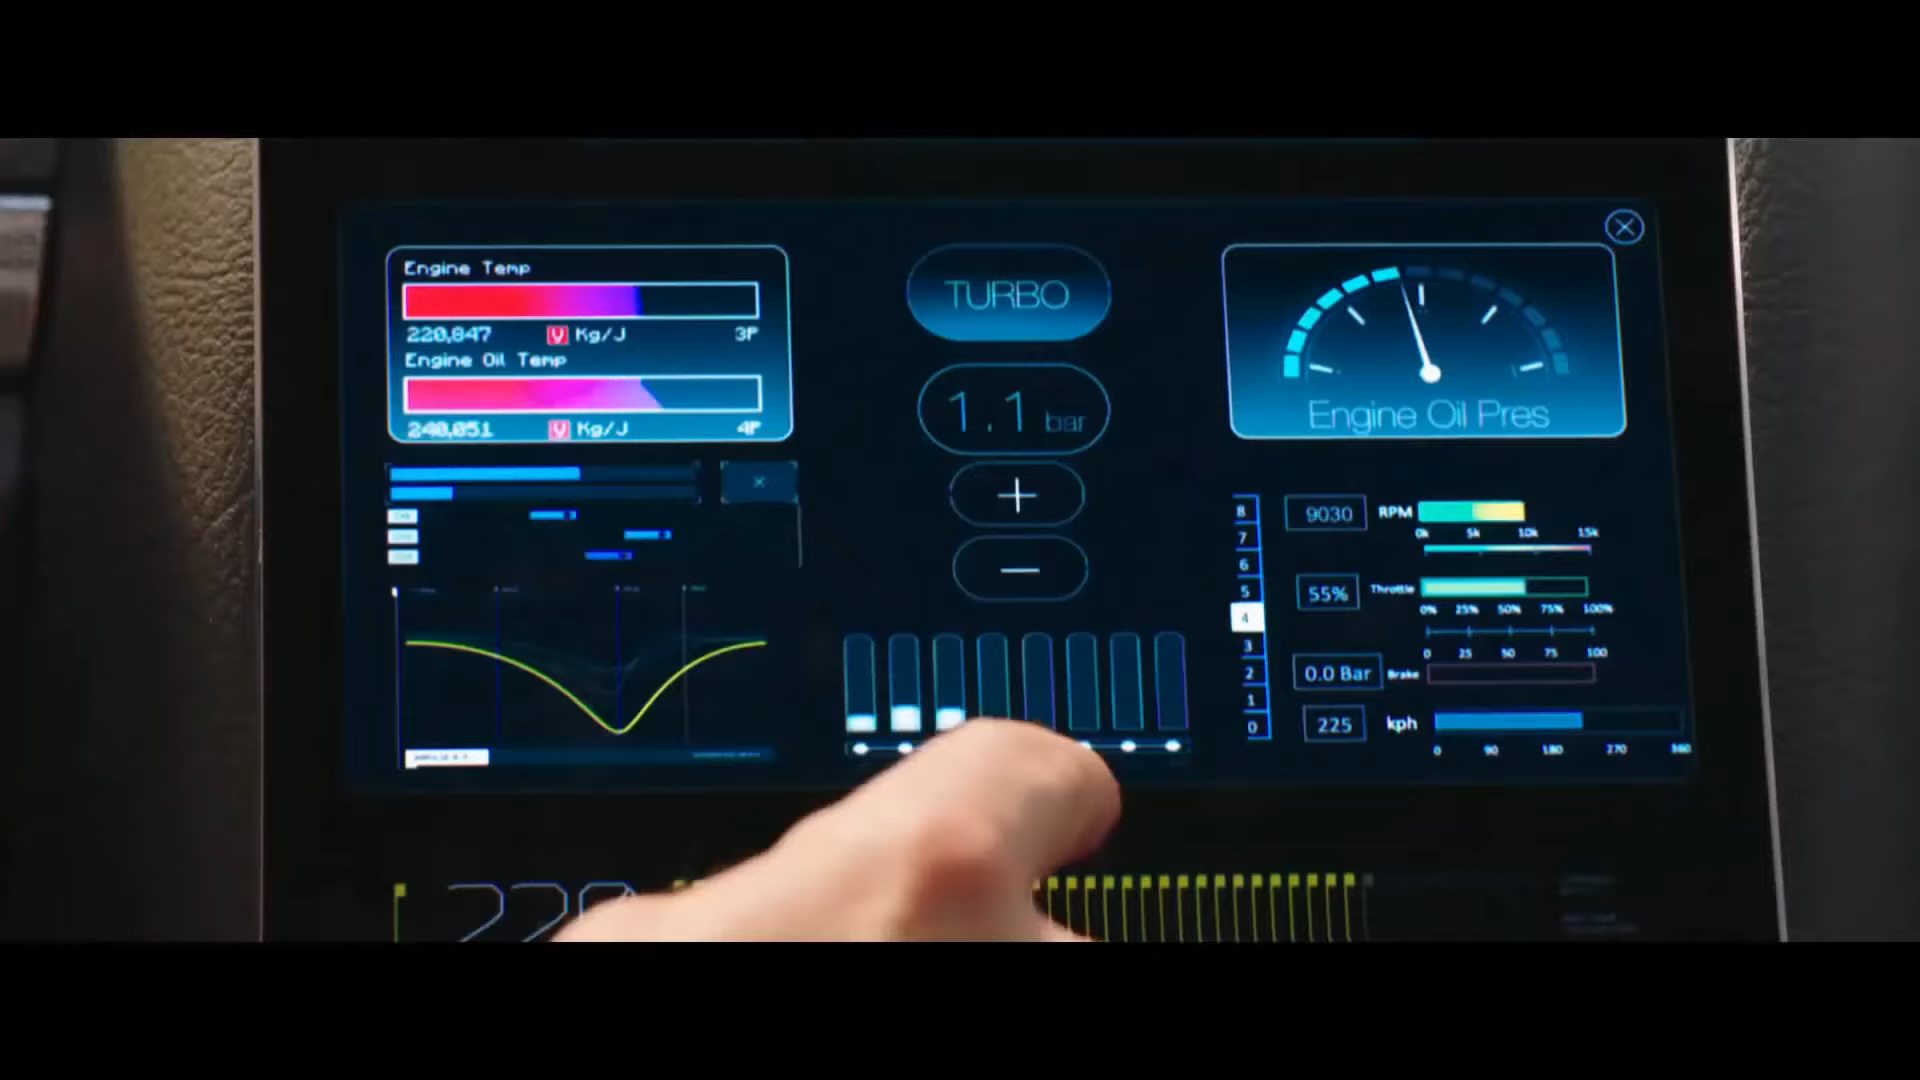 Engine Temp
220,847 V Kg/J 3P
Engine Oil Temp
240,051 V Kg/J 4P
TURBO
1.1 bar
+
−
Engine Oil Pres
8
7
6
5
4
3
2
1
0
9030 RPM
0k 5k 10k 15k
55% Throttle
0% 25% 50% 75% 100%
0 25 50 75 100
0.0 Bar Brake
225 kph
0 90 180 270 360
220